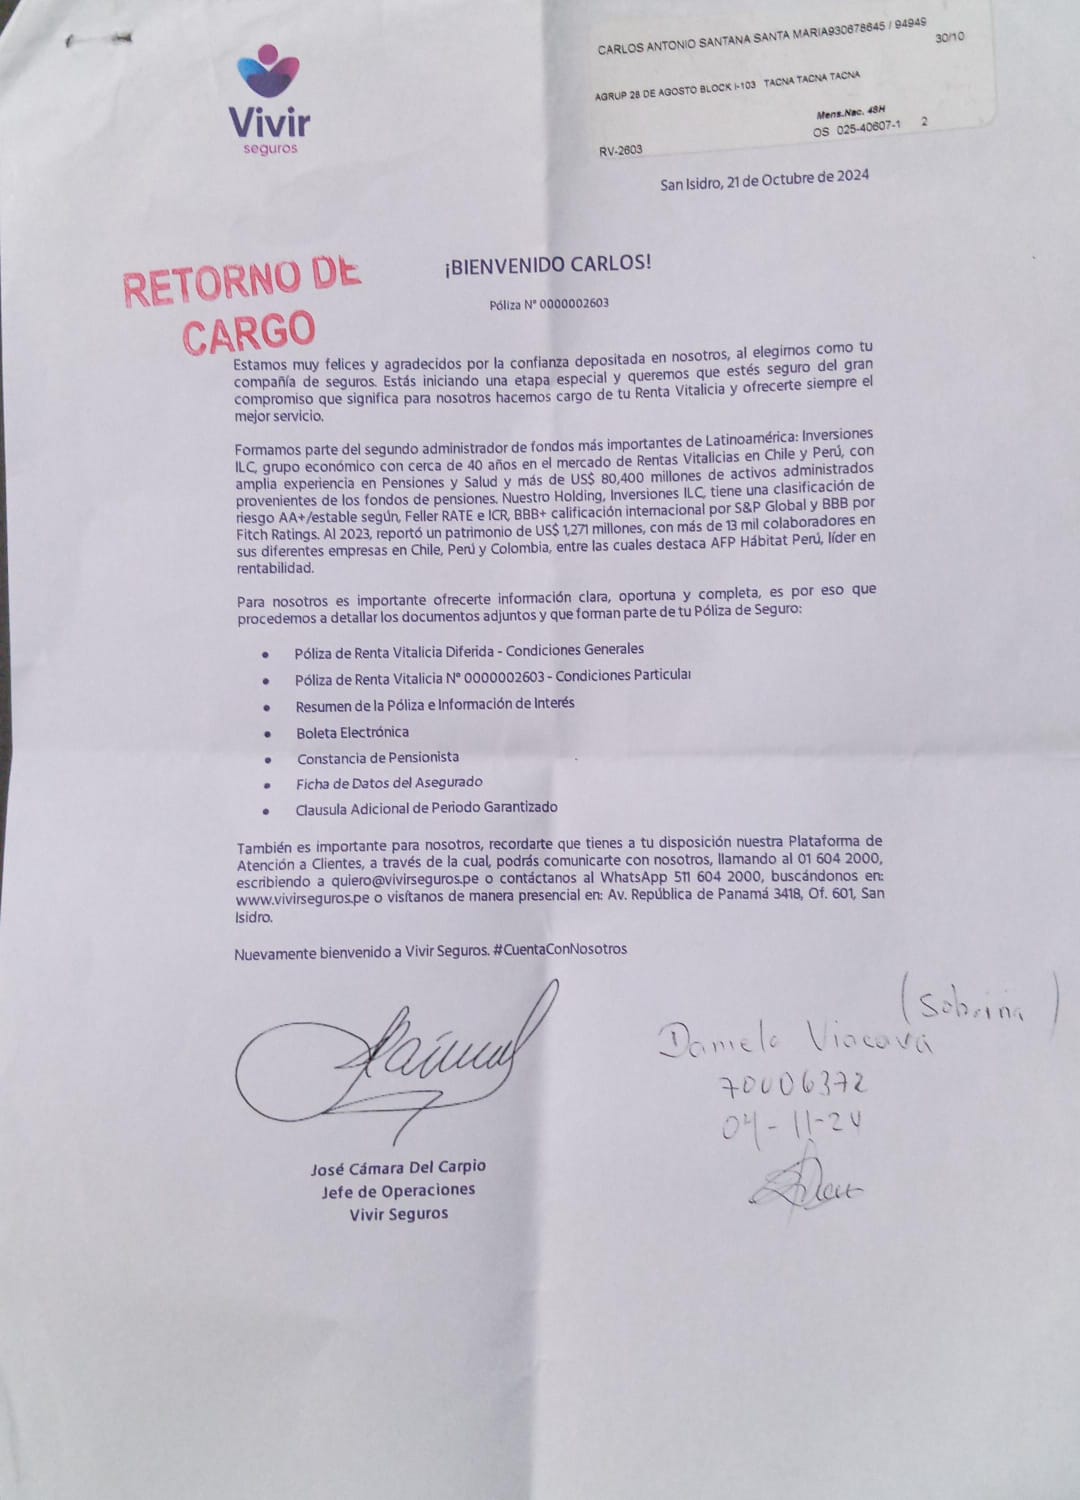 Vivir
seguros
CARLOS ANTONIO SANTANA SANTA MARIA930678645 / 94949
30/10
AGRUP 28 DE AGOSTO BLOCK I-103 TACNA TACNA TACNA
Mens.Nac. 48H
OS 025-40607-1 2
RV-2603
San Isidro, 21 de Octubre de 2024
RETORNO DE
CARGO
¡BIENVENIDO CARLOS!
Póliza N° 0000002603
Estamos muy felices y agradecidos por la confianza depositada en nosotros, al elegirnos como tu
compañía de seguros. Estás iniciando una etapa especial y queremos que estés seguro del gran
compromiso que significa para nosotros hacernos cargo de tu Renta Vitalicia y ofrecerte siempre el
mejor servicio.
Formamos parte del segundo administrador de fondos más importantes de Latinoamérica: Inversiones
ILC, grupo económico con cerca de 40 años en el mercado de Rentas Vitalicias en Chile y Perú, con
amplia experiencia en Pensiones y Salud y más de US$ 80,400 millones de activos administrados
provenientes de los fondos de pensiones. Nuestro Holding, Inversiones ILC, tiene una clasificación de
riesgo AA+/estable según, Feller RATE e ICR, BBB+ calificación internacional por S&P Global y BBB por
Fitch Ratings. Al 2023, reportó un patrimonio de US$ 1,271 millones, con más de 13 mil colaboradores en
sus diferentes empresas en Chile, Perú y Colombia, entre las cuales destaca AFP Hábitat Perú, líder en
rentabilidad.
Para nosotros es importante ofrecerte información clara, oportuna y completa, es por eso que
procedemos a detallar los documentos adjuntos y que forman parte de tu Póliza de Seguro:
• Póliza de Renta Vitalicia Diferida - Condiciones Generales
• Póliza de Renta Vitalicia N° 0000002603 - Condiciones Particular
• Resumen de la Póliza e Información de Interés
• Boleta Electrónica
• Constancia de Pensionista
• Ficha de Datos del Asegurado
• Clausula Adicional de Periodo Garantizado
También es importante para nosotros, recordarte que tienes a tu disposición nuestra Plataforma de
Atención a Clientes, a través de la cual, podrás comunicarte con nosotros, llamando al 01 604 2000,
escribiendo a quiero@vivirseguros.pe o contáctanos al WhatsApp 511 604 2000, buscándonos en:
www.vivirseguros.pe o visítanos de manera presencial en: Av. República de Panamá 3418, Of. 601, San
Isidro.
Nuevamente bienvenido a Vivir Seguros. #CuentaConNosotros
(Sobrina)
Daniela Viacava
70006372
04-11-24
José Cámara Del Carpio
Jefe de Operaciones
Vivir Seguros